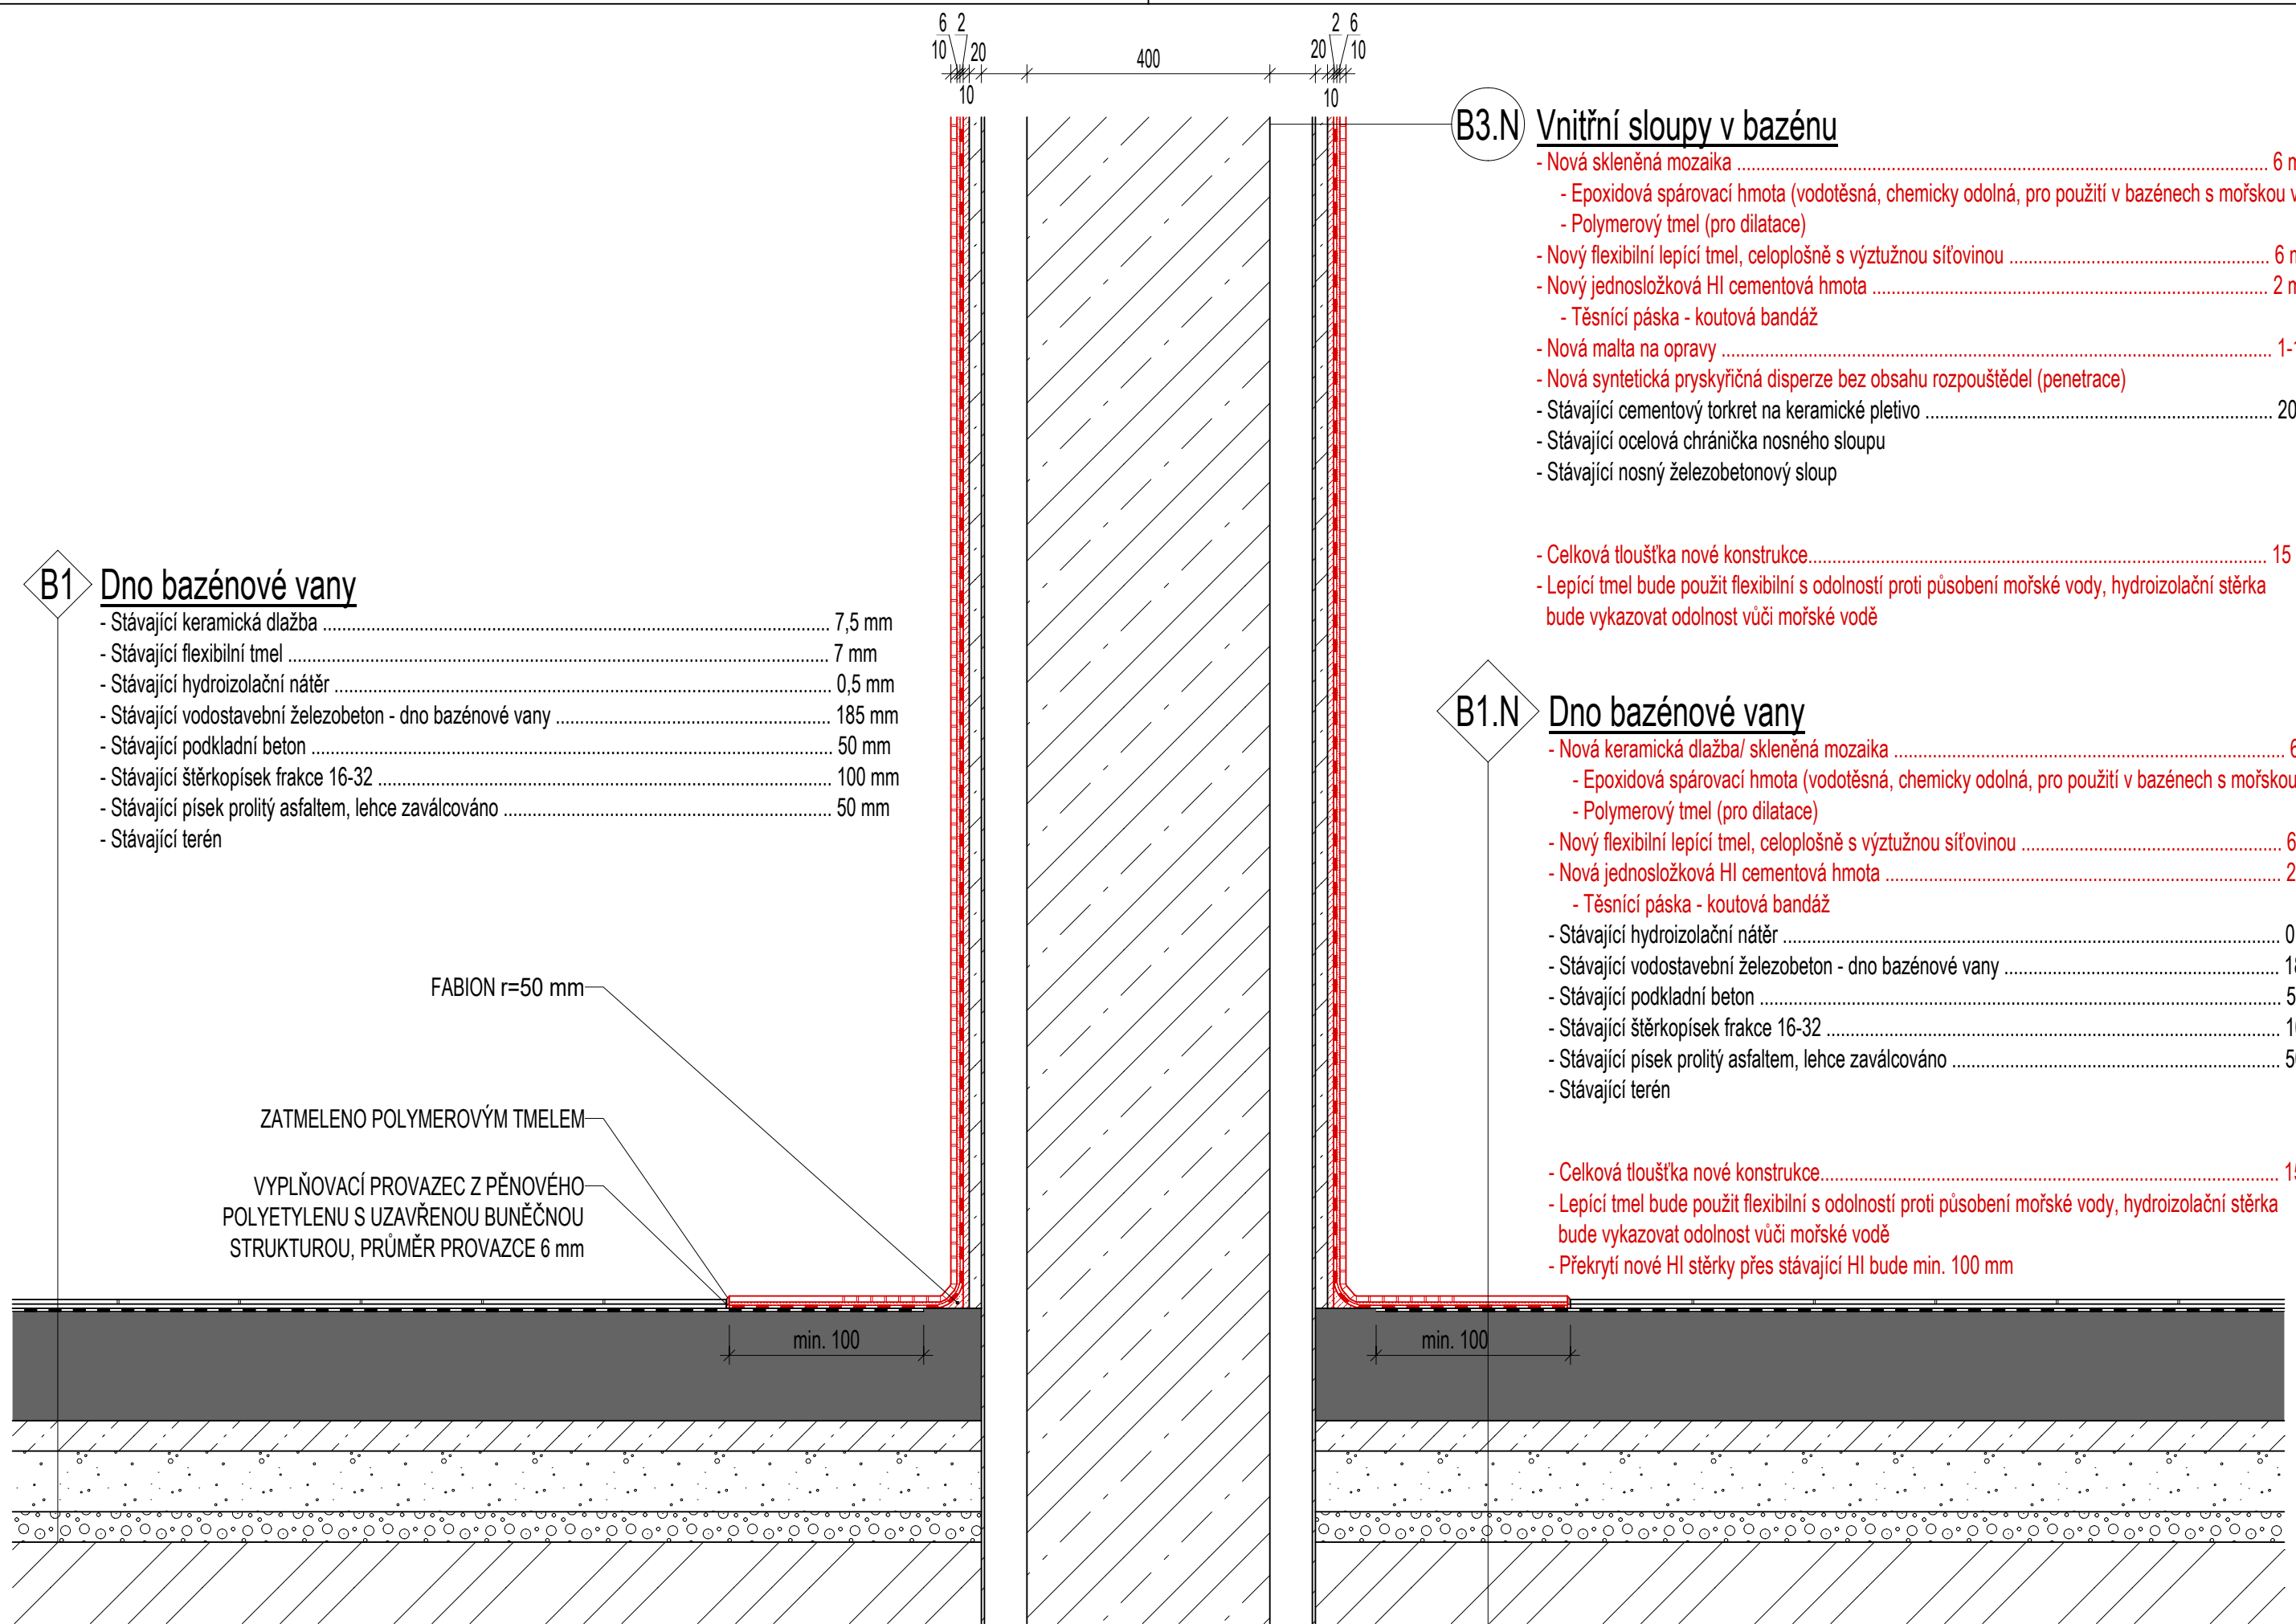 6 2
10 20
10
400
2 6
20 10
10
B3.N Vnitřní sloupy v bazénu
- Nová skleněná mozaika ........ 6
- Epoxidová spárovací hmota (vodotěsná, chemicky odolná, pro použití v bazénech s mořskou
- Polymerový tmel (pro dilatace)
- Nový flexibilní lepící tmel, celoplošně s výztužnou síťovinou ........ 6
- Nový jednosložková HI cementová hmota ........ 2
- Těsnící páska - koutová bandáž
- Nová malta na opravy ........
- Nová syntetická pryskyřičná disperze bez obsahu rozpouštědel (penetrace)
- Stávající cementový torkret na keramické pletivo ........ 20
- Stávající ocelová chránička nosného sloupu
- Stávající nosný železobetonový sloup
- Celková tloušťka nové konstrukce........ 15
- Lepící tmel bude použit flexibilní s odolností proti působení mořské vody, hydroizolační stěrka
bude vykazovat odolnost vůči mořské vodě
B1 Dno bazénové vany
- Stávající keramická dlažba ........ 7,5 mm
- Stávající flexibilní tmel ........ 7 mm
- Stávající hydroizolační nátěr ........ 0,5 mm
- Stávající vodostavební železobeton - dno bazénové vany ........ 185 mm
- Stávající podkladní beton ........ 50 mm
- Stávající štěrkopísek frakce 16-32 ........ 100 mm
- Stávající písek prolitý asfaltem, lehce zaválcováno ........ 50 mm
- Stávající terén
B1.N Dno bazénové vany
- Nová keramická dlažba/ skleněná mozaika ........
- Epoxidová spárovací hmota (vodotěsná, chemicky odolná, pro použití v bazénech s mořskou
- Polymerový tmel (pro dilatace)
- Nový flexibilní lepící tmel, celoplošně s výztužnou síťovinou ........ 6
- Nová jednosložková HI cementová hmota ........ 2
- Těsnící páska - koutová bandáž
- Stávající hydroizolační nátěr ........ 0
- Stávající vodostavební železobeton - dno bazénové vany ........
- Stávající podkladní beton ........ 5
- Stávající štěrkopísek frakce 16-32 ........
- Stávající písek prolitý asfaltem, lehce zaválcováno ........
- Stávající terén
- Celková tloušťka nové konstrukce........
- Lepící tmel bude použit flexibilní s odolností proti působení mořské vody, hydroizolační stěrka
bude vykazovat odolnost vůči mořské vodě
- Překrytí nové HI stěrky přes stávající HI bude min. 100 mm
FABION r=50 mm
ZATMELENO POLYMEROVÝM TMELEM
VYPLŇOVACÍ PROVAZEC Z PĚNOVÉHO
POLYETYLENU S UZAVŘENOU BUNĚČNOU
STRUKTUROU, PRŮMĚR PROVAZCE 6 mm
min. 100
min. 100